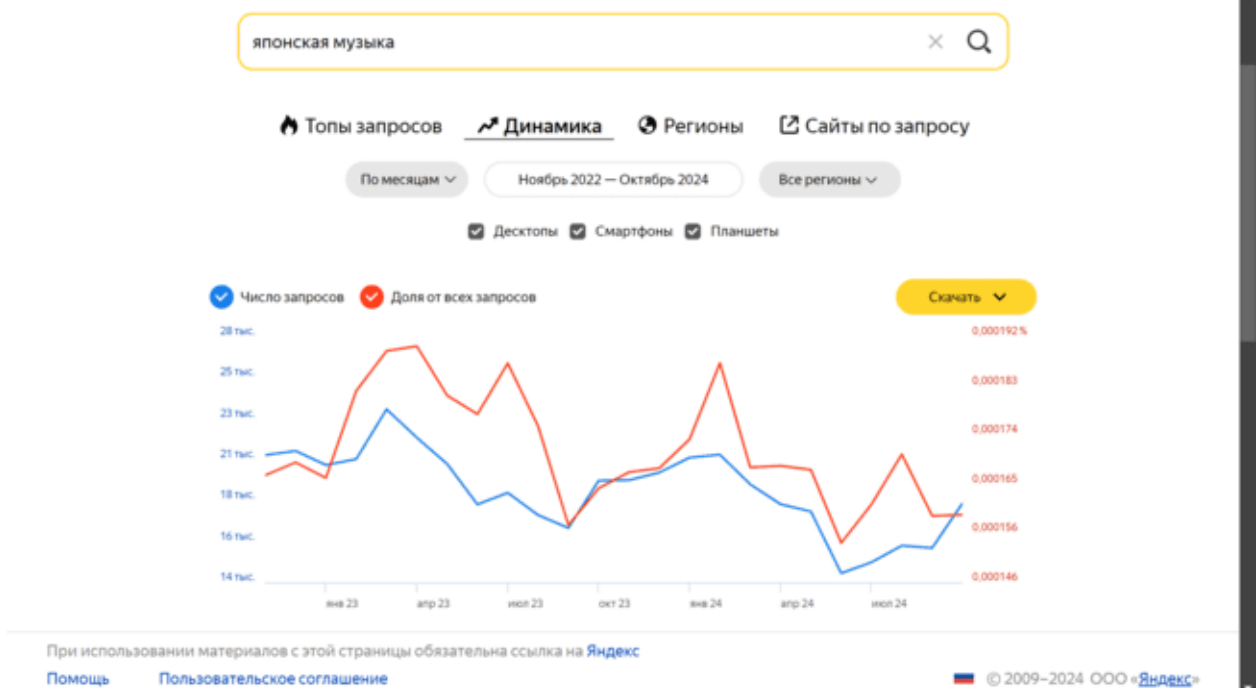 японская музыка
Топы запросов Динамика Регионы Сайты по запросу
По месяцам Ноябрь 2022 — Октябрь 2024 Все регионы
Десктопы Смартфоны Планшеты
Число запросов Доля от всех запросов Скачать
28 тыс. 0,000192 %
25 тыс.
0,000183
23 тыс.
0,000174
21 тыс.
0,000165
18 тыс.
0,000156
16 тыс.
14 тыс. 0,000146
янв 23 апр 23 июл 23 окт 23 янв 24 апр 24 июл 24
При использовании материалов с этой страницы обязательна ссылка на Яндекс
Помощь Пользовательское соглашение © 2009–2024 ООО «Яндекс»